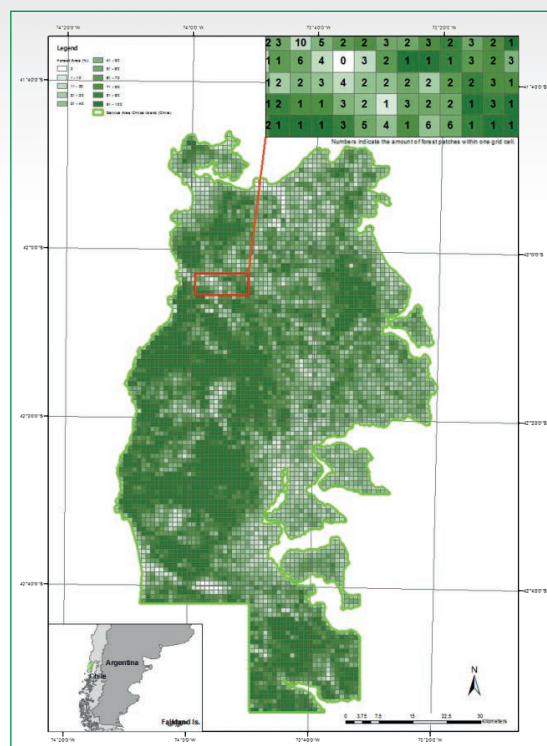 74°20'0"W 74°0'0"W 73°40'0"W 73°20'0"W
Legend
Forest Area (%)
0
1 - 10
11 - 20
21 - 30
31 - 40
41 - 50
51 - 60
61 - 70
71 - 80
81 - 90
91 - 100
Service Area Chiloé Island (Chile)
2 3 10 5 2 2 3 2 3 2 3 2 1
1 1 6 4 0 3 2 1 1 1 3 2 3
1 2 2 3 4 2 2 2 2 2 2 3 1
2 1 1 3 2 1 3 2 2 1 3 1
2 1 1 1 3 5 4 1 6 6 1 1 1
Numbers indicate the amount of forest patches within one grid cell.
41°40'0"S 41°40'0"S
42°0'0"S 42°0'0"S
42°20'0"S 42°20'0"S
42°40'0"S 42°40'0"S
Argentina
Chile
Falkland Is.
N
0 3,75 7,5 15 22,5 30
Kilometers
74°20'0"W 74°0'0"W 73°40'0"W 73°20'0"W